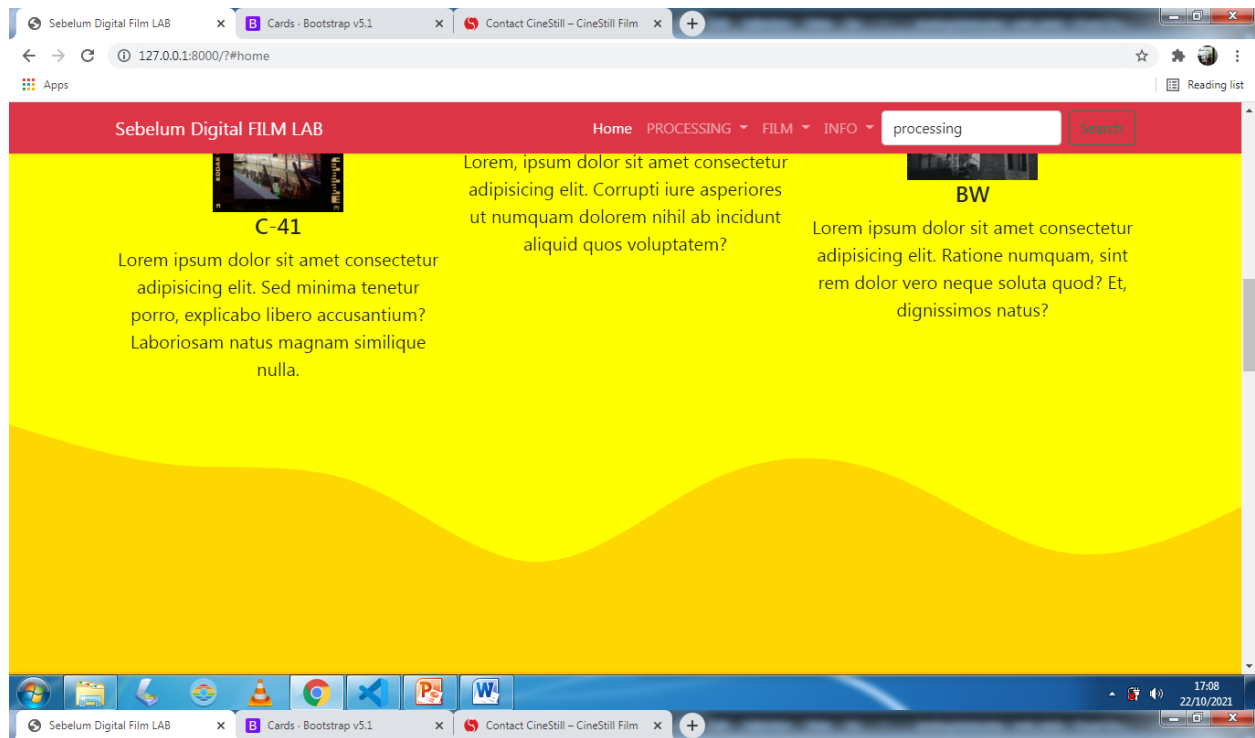 Sebelum Digital Film LAB
Cards · Bootstrap v5.1
Contact CineStill – CineStill Film
127.0.0.1:8000/?#home
Apps
Reading list
Sebelum Digital FILM LAB
Home PROCESSING FILM INFO processing Search
KODAK
3
C-41
Lorem ipsum dolor sit amet consectetur
adipisicing elit. Sed minima tenetur
porro, explicabo libero accusantium?
Laboriosam natus magnam similique
nulla.
Lorem, ipsum dolor sit amet consectetur
adipisicing elit. Corrupti iure asperiores
ut numquam dolorem nihil ab incidunt
aliquid quos voluptatem?
BW
Lorem ipsum dolor sit amet consectetur
adipisicing elit. Ratione numquam, sint
rem dolor vero neque soluta quod? Et,
dignissimos natus?
17:08
22/10/2021
Sebelum Digital Film LAB
Cards · Bootstrap v5.1
Contact CineStill – CineStill Film